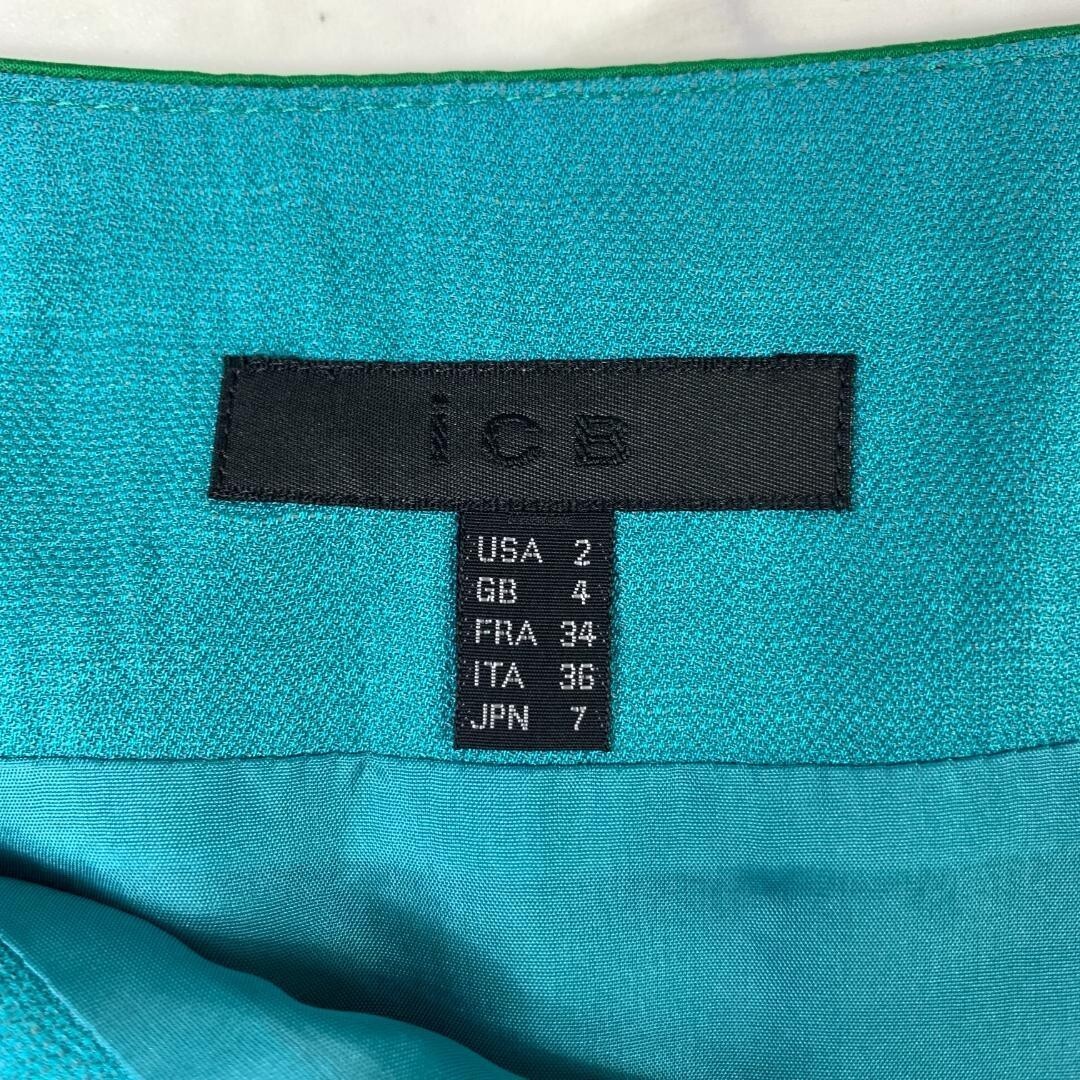 iCB
USA 2
GB 4
FRA 34
ITA 36
JPN 7